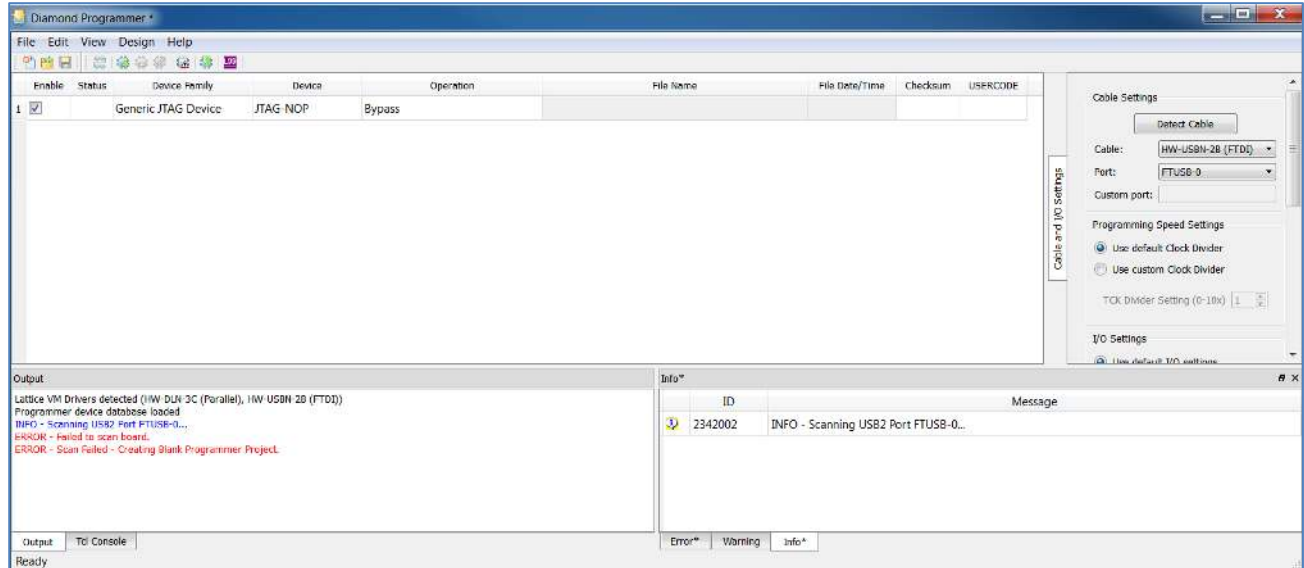 Diamond Programmer *
File Edit View Design Help
Enable Status Device Family Device Operation File Name File Date/Time Checksum USERCODE
1 Generic JTAG Device JTAG-NOP Bypass
Cable and I/O Settings
Cable Settings
Detect Cable
Cable: HW-USBN-2B (FTDI)
Port: FTUSB-0
Custom port:
Programming Speed Settings
Use default Clock Divider
Use custom Clock Divider
TCK Divider Setting (0-10x) 1
I/O Settings
Use default I/O settings
Output
Lattice VM Drivers detected (HW-DLN-3C (Parallel), HW-USBN-2B (FTDI))
Programmer device database loaded
INFO - Scanning USB2 Port FTUSB-0...
ERROR - Failed to scan board.
ERROR - Scan Failed - Creating Blank Programmer Project.
Output Tcl Console
Info*
ID Message
2342002 INFO - Scanning USB2 Port FTUSB-0...
Error* Warning Info*
Ready